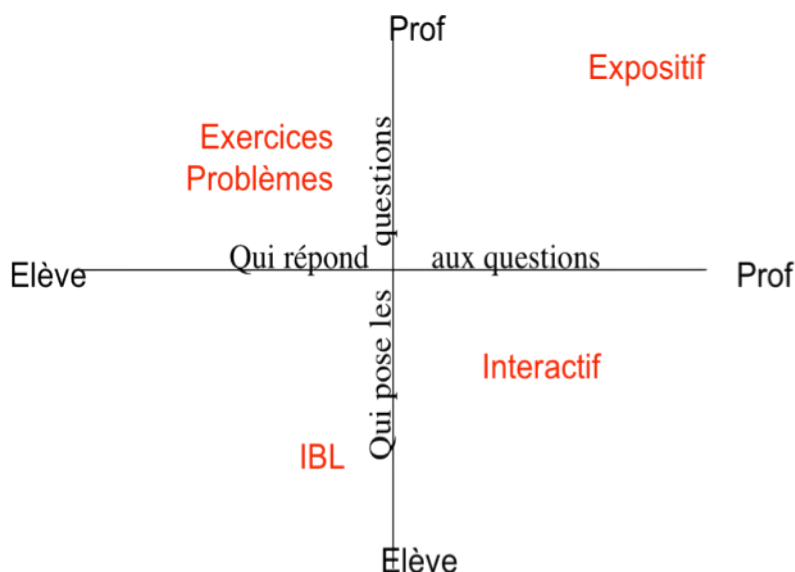 Prof
Expositif
Exercices
Problèmes
Qui pose les questions
Qui répond aux questions
Elève
Prof
Interactif
IBL
Elève